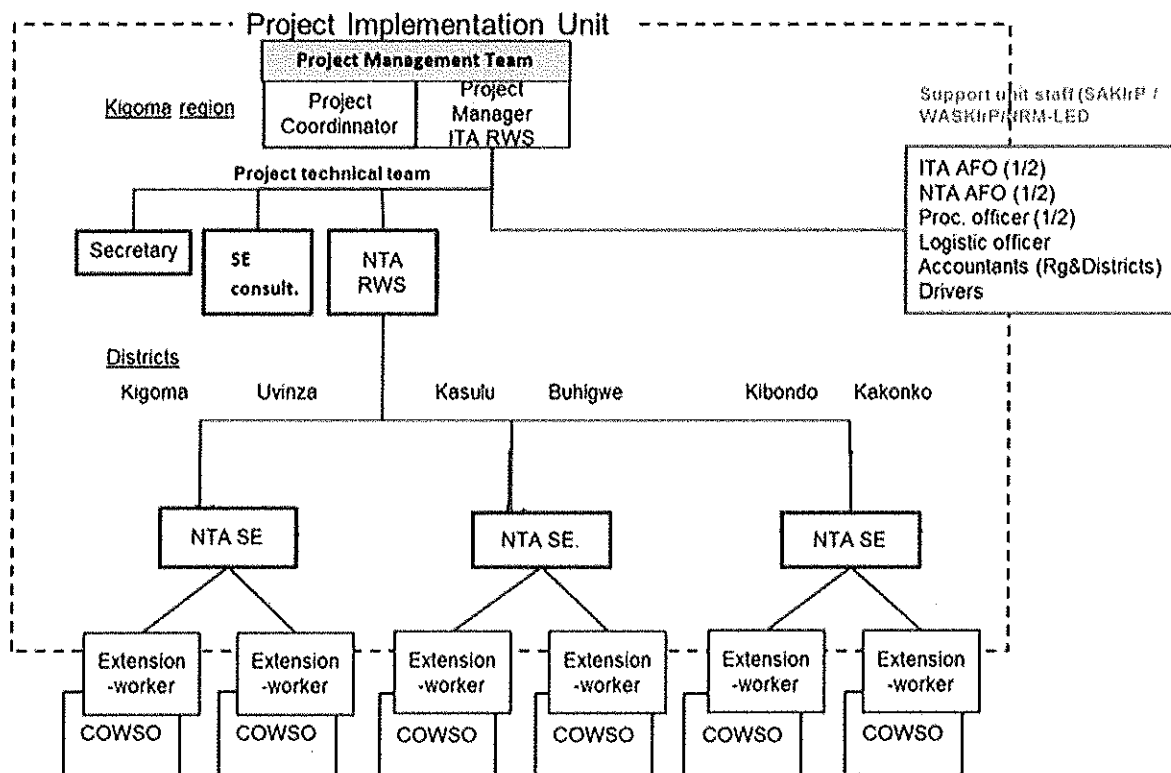 Project Implementation Unit
Project Management Team
Kigoma region
Project
Coordinnator
Project
Manager
ITA RWS
Support unit staff (SAKIrP /
WASKIrP/NRM-LED
Project technical team
ITA AFO (1/2)
NTA AFO (1/2)
Proc. officer (1/2)
Logistic officer
Accountants (Rg&Districts)
Drivers
Secretary
SE
consult.
NTA
RWS
Districts
Kigoma
Uvinza
Kasulu
Buhigwe
Kibondo
Kakonko
NTA SE
NTA SE.
NTA SE
Extension
-worker
Extension
-worker
Extension
-worker
Extension
-worker
Extension
-worker
Extension
-worker
COWSO
COWSO
COWSO
COWSO
COWSO
COWSO